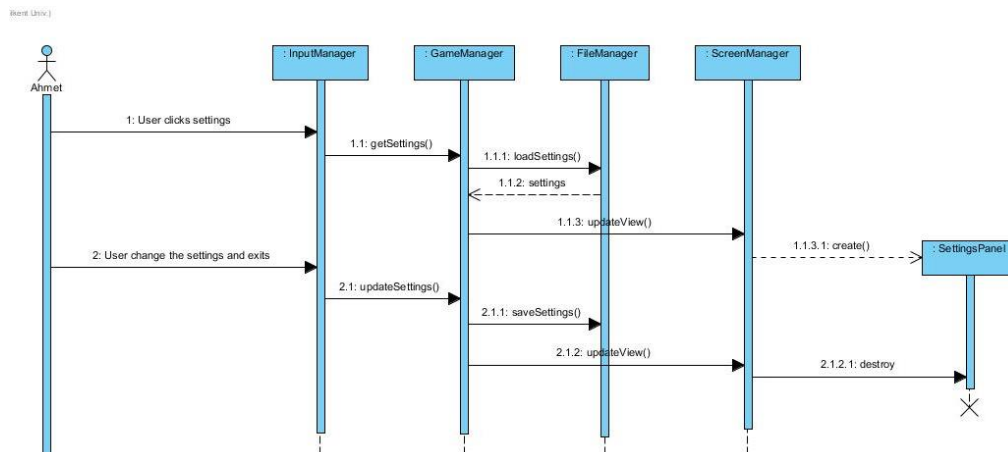 : InputManager
: GameManager
: FileManager
: ScreenManager
Ahmet
1: User clicks settings
1.1: getSettings()
1.1.1: loadSettings()
1.1.2: settings
1.1.3: updateView()
1.1.3.1: create()
: SettingsPanel
2: User change the settings and exits
2.1: updateSettings()
2.1.1: saveSettings()
2.1.2: updateView()
2.1.2.1: destroy